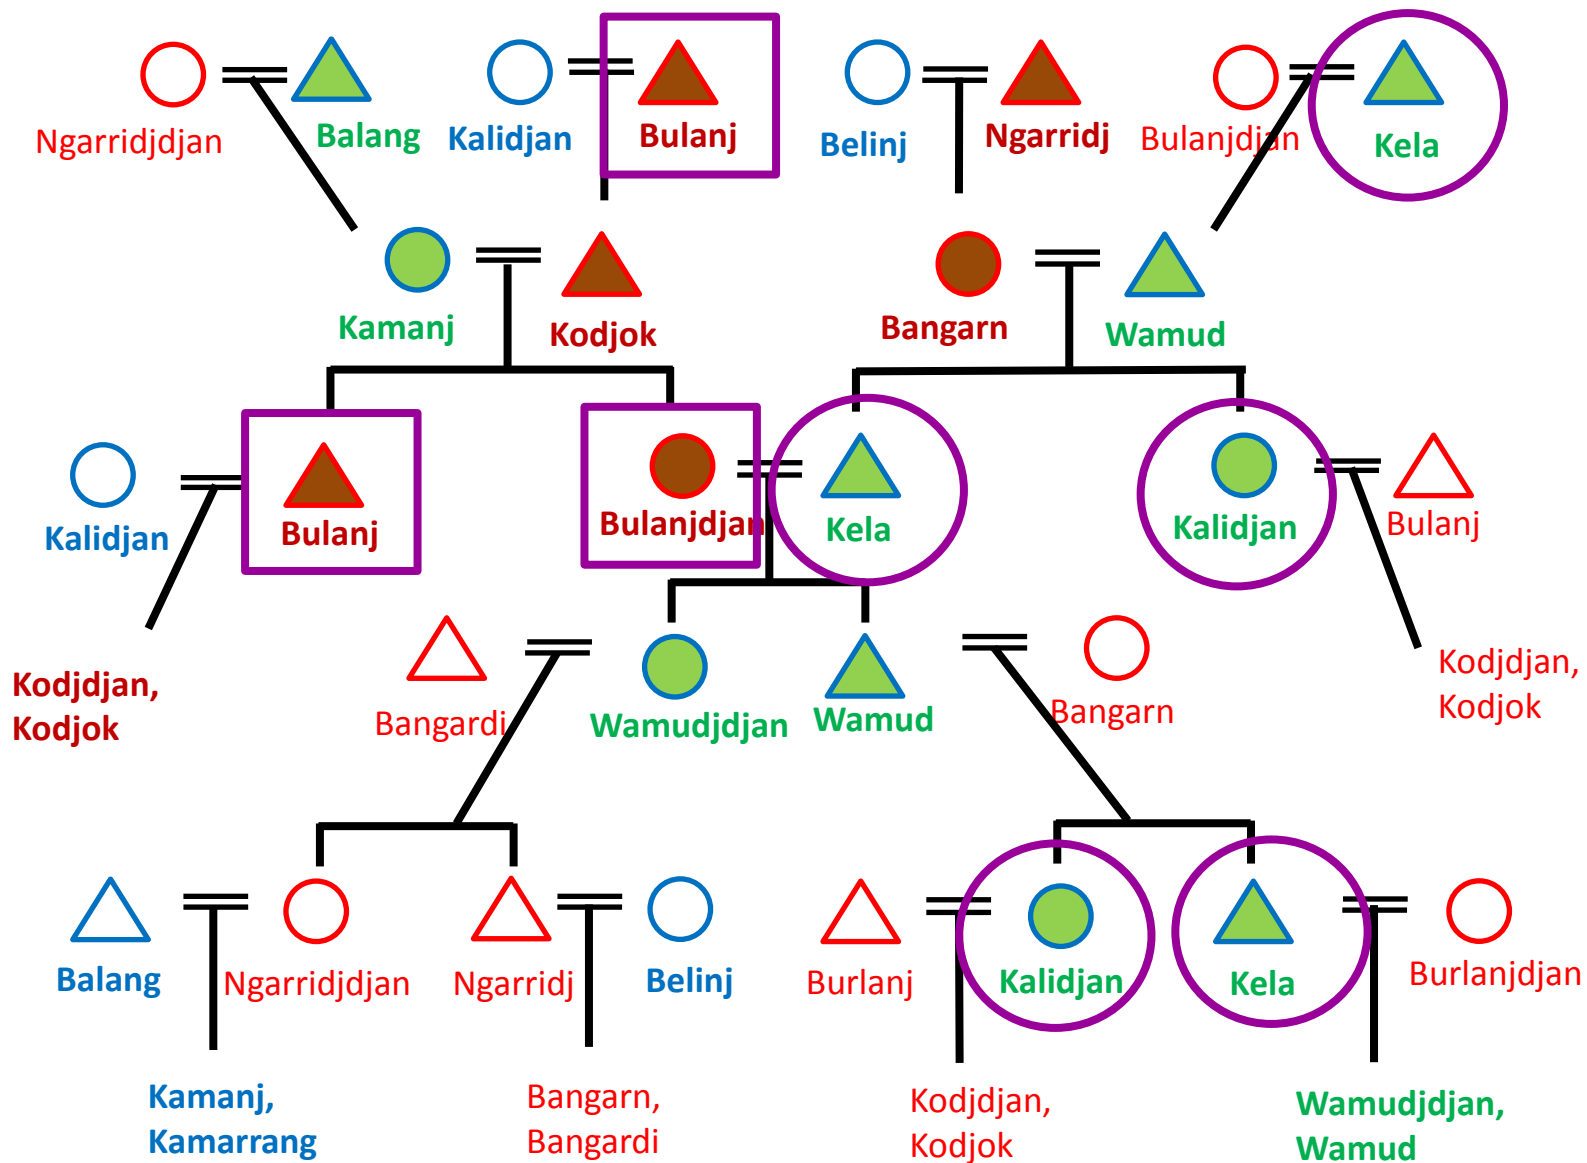 Ngarridjdjan
Balang
Kalidjan
Bulanj
Belinj
Ngarridj
Bulanjdjan
Kela
Kamanj
Kodjok
Bangarn
Wamud
Kalidjan
Bulanj
Bulanjdjan
Kela
Kalidjan
Bulanj
Kodjdjan,
Kodjok
Bangardi
Wamudjdjan
Wamud
Bangarn
Kodjdjan,
Kodjok
Balang
Ngarridjdjan
Ngarridj
Belinj
Burlanj
Kalidjan
Kela
Burlanjdjan
Kamanj,
Kamarrang
Bangarn,
Bangardi
Kodjdjan,
Kodjok
Wamudjdjan,
Wamud